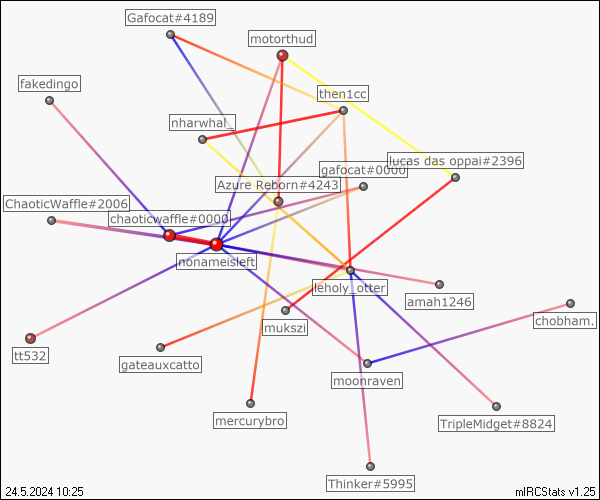 Gafocat#4189
motorthud
fakedingo
then1cc
nharwhal_
lucas das oppai#2396
gafocat#0000
Azure Reborn#4243
ChaoticWaffle#2006
chaoticwaffle#0000
nonameisleft
leholy_otter
amah1246
mukszi
chobham.
tt532
gateauxcatto
moonraven
mercurybro
TripleMidget#8824
Thinker#5995
24.5.2024 10:25
mIRCStats v1.25